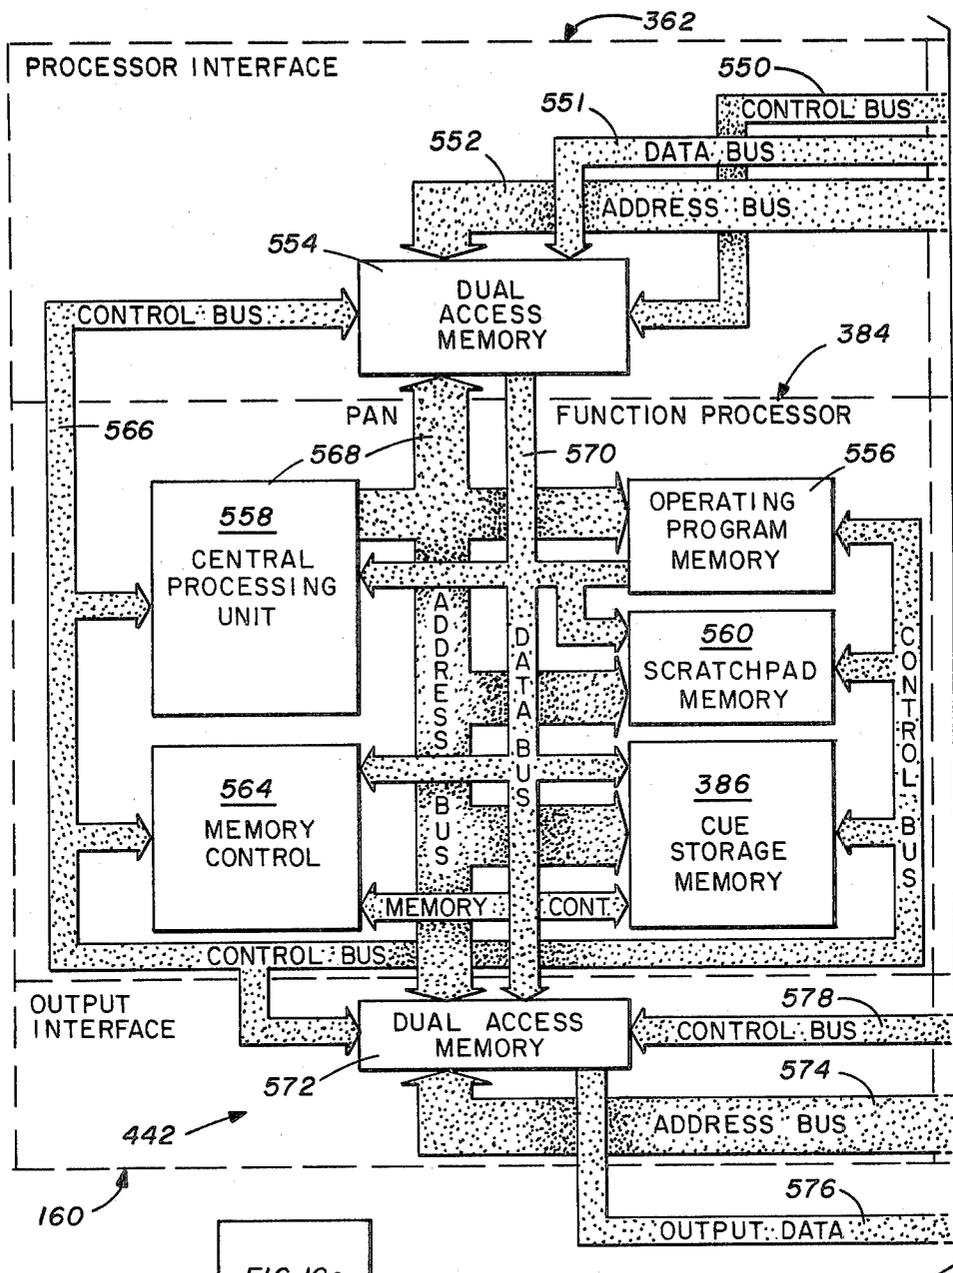 362
PROCESSOR INTERFACE
550
CONTROL BUS
551
DATA BUS
552
ADDRESS BUS
554
DUAL
ACCESS
MEMORY
CONTROL BUS
384
PAN FUNCTION PROCESSOR
566
568
570
556
558
CENTRAL
PROCESSING
UNIT
OPERATING
PROGRAM
MEMORY
ADDRESS BUS
DATA BUS
560
SCRATCHPAD
MEMORY
CONTROL BUS
564
MEMORY
CONTROL
386
CUE
STORAGE
MEMORY
MEMORY CONT.
CONTROL BUS
OUTPUT
INTERFACE
DUAL ACCESS
MEMORY
578
CONTROL BUS
572
574
ADDRESS BUS
442
160
576
OUTPUT DATA